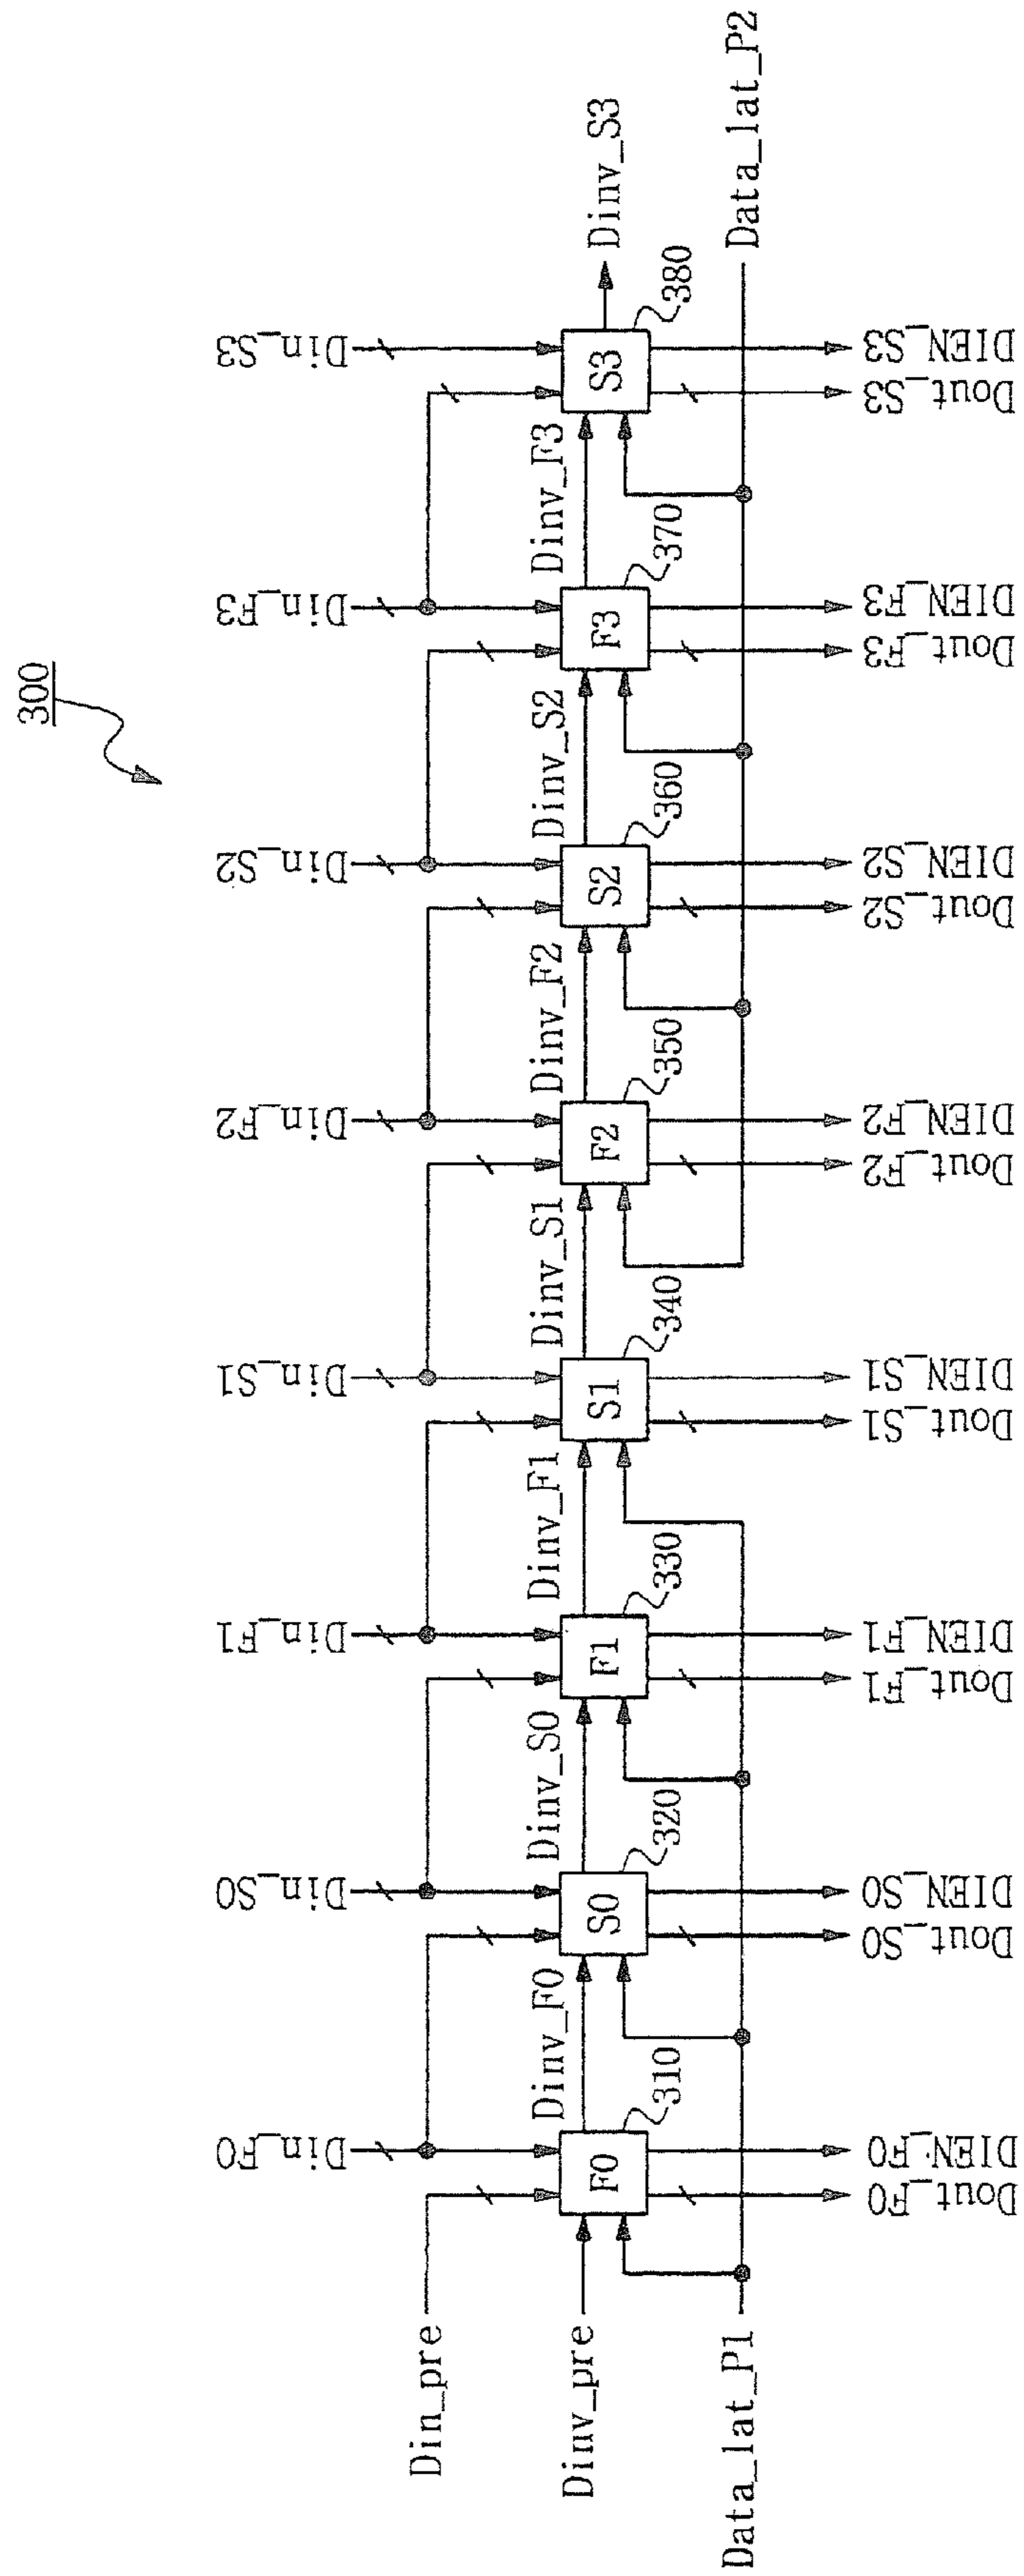 300
Din_F0
Din_S0
Din_F1
Din_S1
Din_F2
Din_S2
Din_F3
Din_S3
Din_pre
Dinv_pre
Dinv_F0
Dinv_S0
Dinv_F1
Dinv_S1
Dinv_F2
Dinv_S2
Dinv_F3
Dinv_S3
F0
S0
F1
S1
F2
S2
F3
S3
310
320
330
340
350
360
370
380
Data_lat_P1
Data_lat_P2
Dout_F0
DIEN_F0
Dout_S0
DIEN_S0
Dout_F1
DIEN_F1
Dout_S1
DIEN_S1
Dout_F2
DIEN_F2
Dout_S2
DIEN_S2
Dout_F3
DIEN_F3
Dout_S3
DIEN_S3